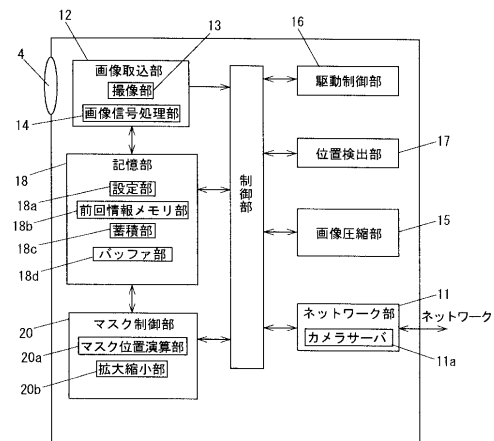 12
13
16
4
画像取込部
撮像部
画像信号処理部
14
駆動制御部
18
記憶部
18a
設定部
18b
前回情報メモリ部
18c
蓄積部
18d
バッファ部
制御部
17
位置検出部
15
画像圧縮部
20
マスク制御部
20a
マスク位置演算部
20b
拡大縮小部
11
ネットワーク部
カメラサーバ
11a
ネットワーク